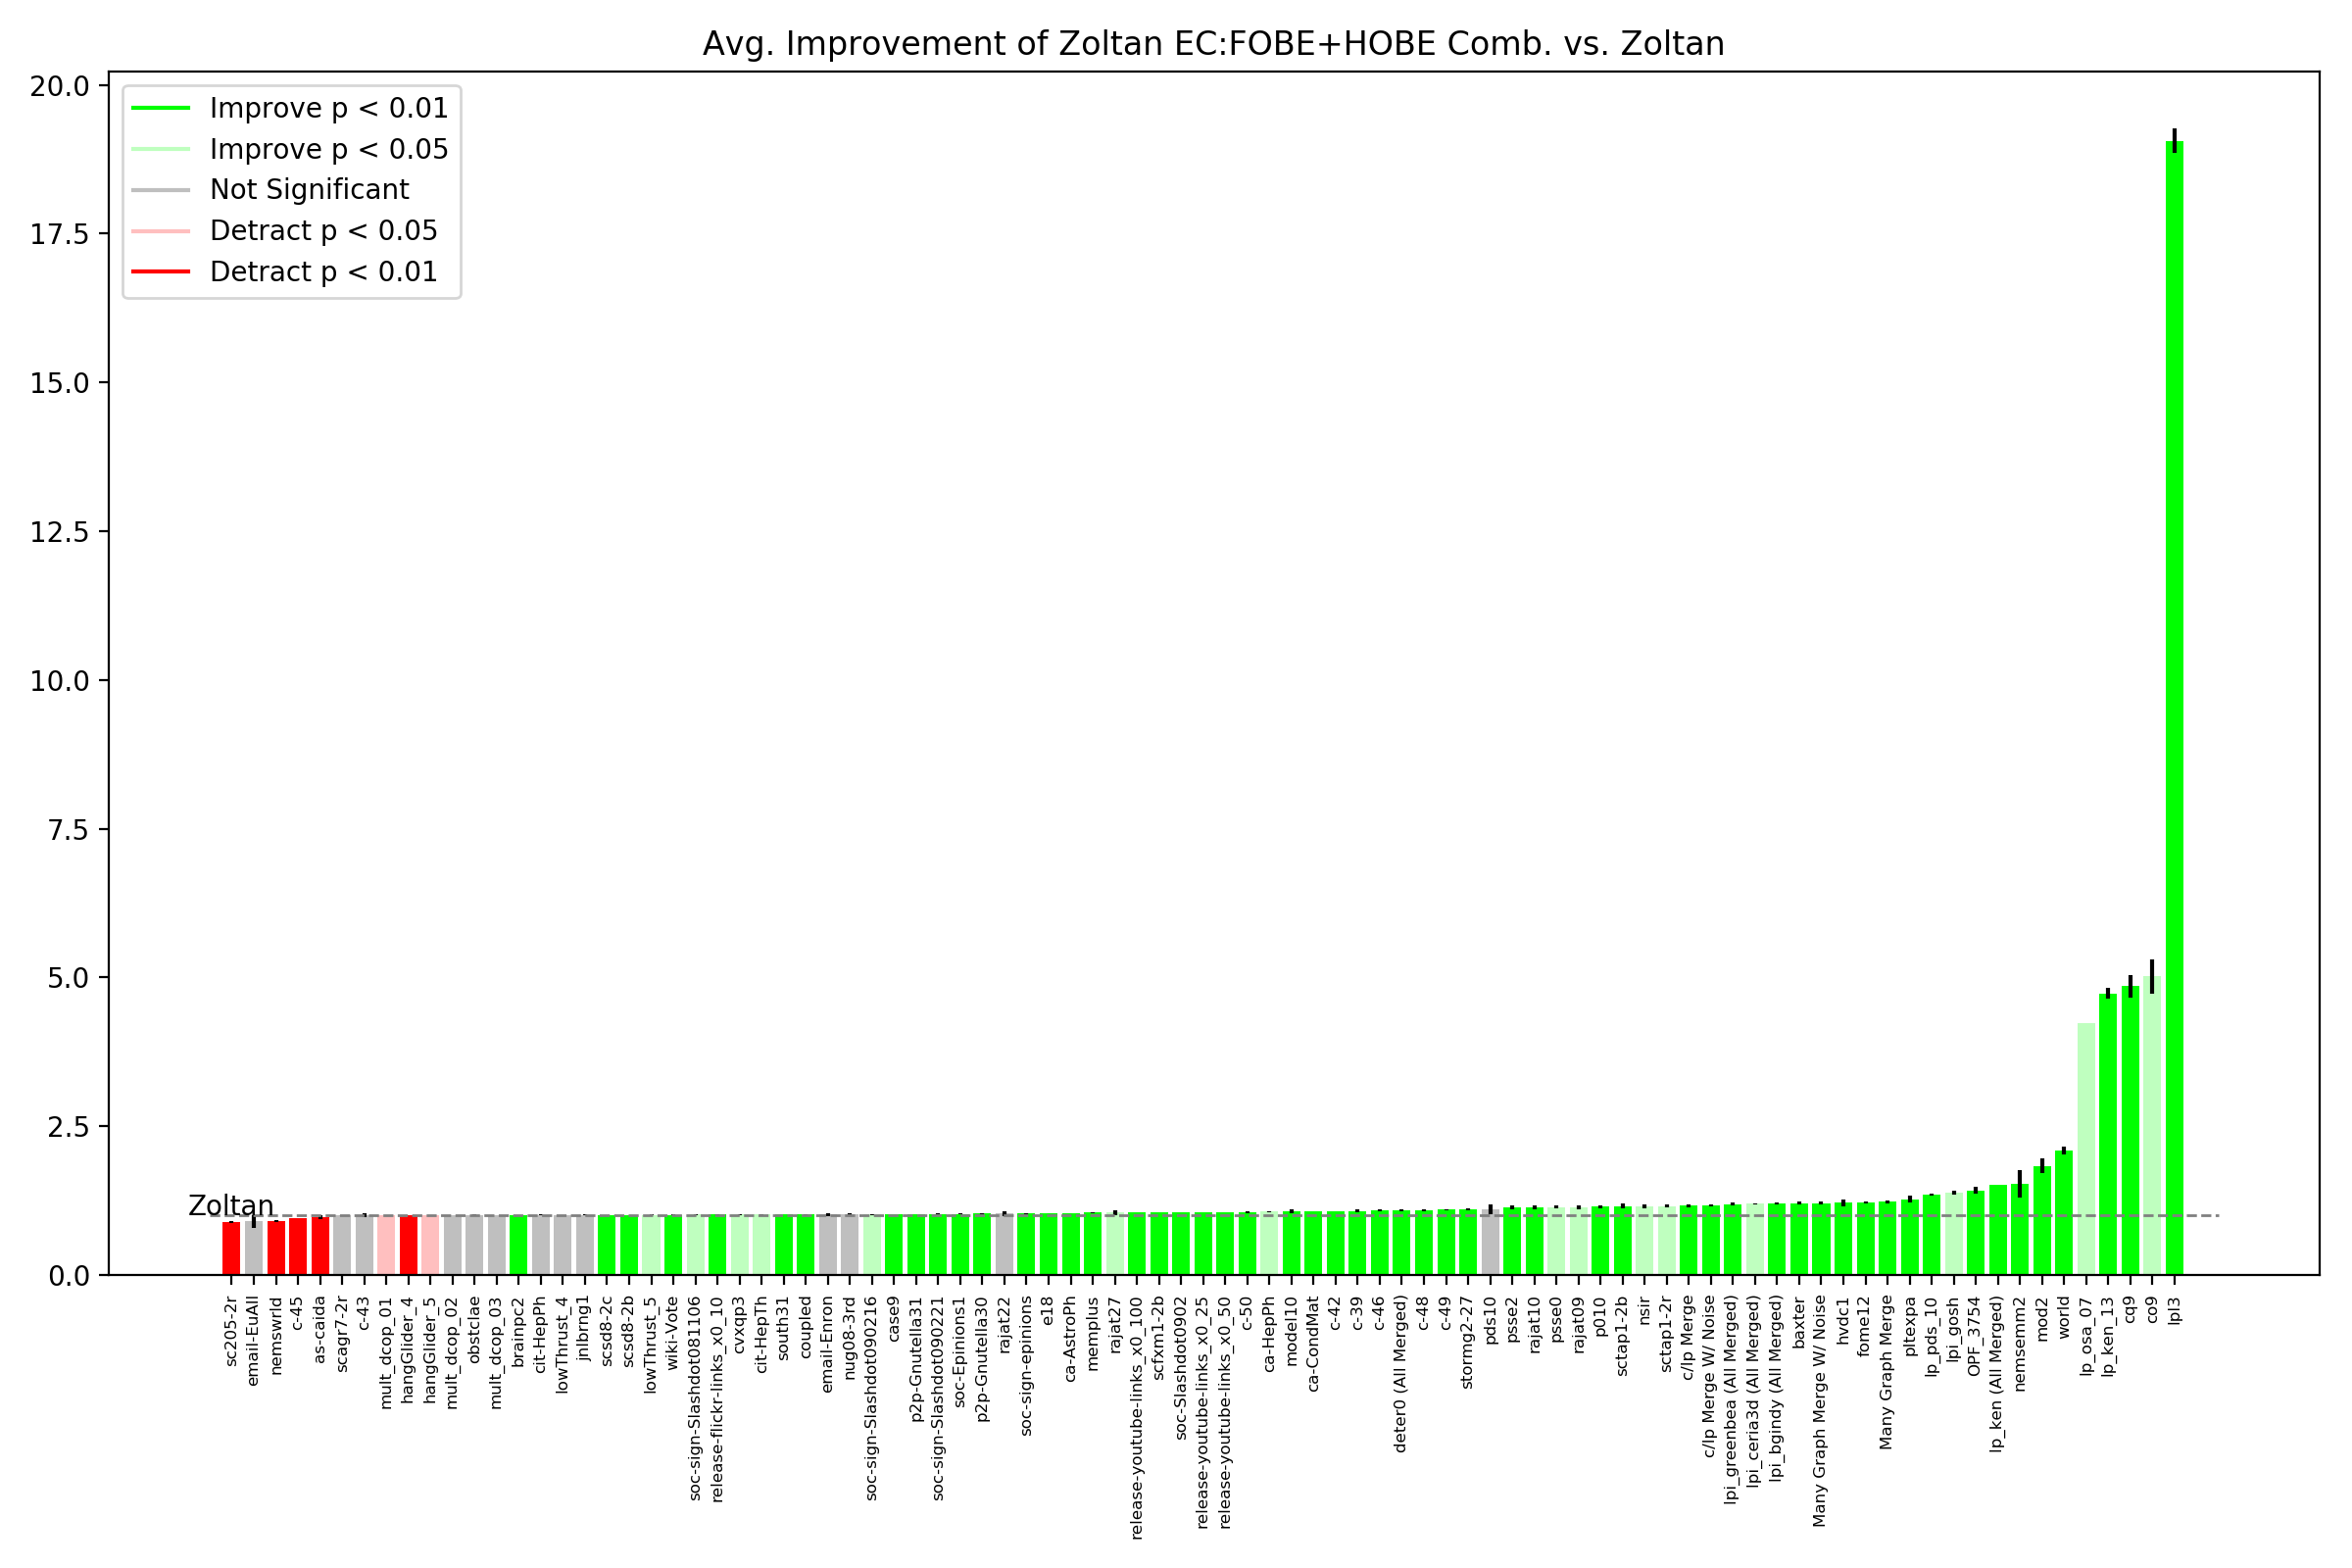 Avg. Improvement of Zoltan EC:FOBE+HOBE Comb. vs. Zoltan
20.0
17.5
15.0
12.5
10.0
7.5
5.0
2.5
0.0
Improve p < 0.01
Improve p < 0.05
Not Significant
Detract p < 0.05
Detract p < 0.01
Zoltan
sc205-2r
email-EuAll
nemswrld
c-45
as-caida
scagr7-2r
c-43
mult_dcop_01
hangGlider_4
hangGlider_5
mult_dcop_02
obstclae
mult_dcop_03
brainpc2
cit-HepPh
lowThrust_4
jnlbrng1
scsd8-2c
scsd8-2b
lowThrust_5
wiki-Vote
soc-sign-Slashdot081106
release-flickr-links_x0_10
cvxqp3
cit-HepTh
south31
coupled
email-Enron
nug08-3rd
soc-sign-Slashdot090216
case9
p2p-Gnutella31
soc-sign-Slashdot090221
soc-Epinions1
p2p-Gnutella30
rajat22
soc-sign-epinions
e18
ca-AstroPh
memplus
rajat27
release-youtube-links_x0_100
scfxm1-2b
soc-Slashdot0902
release-youtube-links_x0_25
release-youtube-links_x0_50
c-50
ca-HepPh
model10
ca-CondMat
c-42
c-39
c-46
deter0 (All Merged)
c-48
c-49
stormg2-27
pds10
psse2
rajat10
psse0
rajat09
p010
sctap1-2b
nsir
sctap1-2r
c/lp Merge
c/lp Merge W/ Noise
lpi_greenbea (All Merged)
lpi_ceria3d (All Merged)
lpi_bgindy (All Merged)
baxter
Many Graph Merge W/ Noise
hvdc1
fome12
Many Graph Merge
pltexpa
lp_pds_10
lpi_gosh
OPF_3754
lp_ken (All Merged)
nemsemm2
mod2
world
lp_osa_07
lp_ken_13
cq9
co9
lpl3